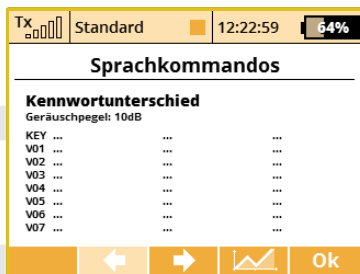 Tx Standard 12:22:59 64%
Sprachkommandos
Kennwortunterschied
Geräuschpegel: 10dB
KEY ... ... ...
V01 ... ... ...
V02 ... ... ...
V03 ... ... ...
V04 ... ... ...
V05 ... ... ...
V06 ... ... ...
V07 ... ... ...
Ok